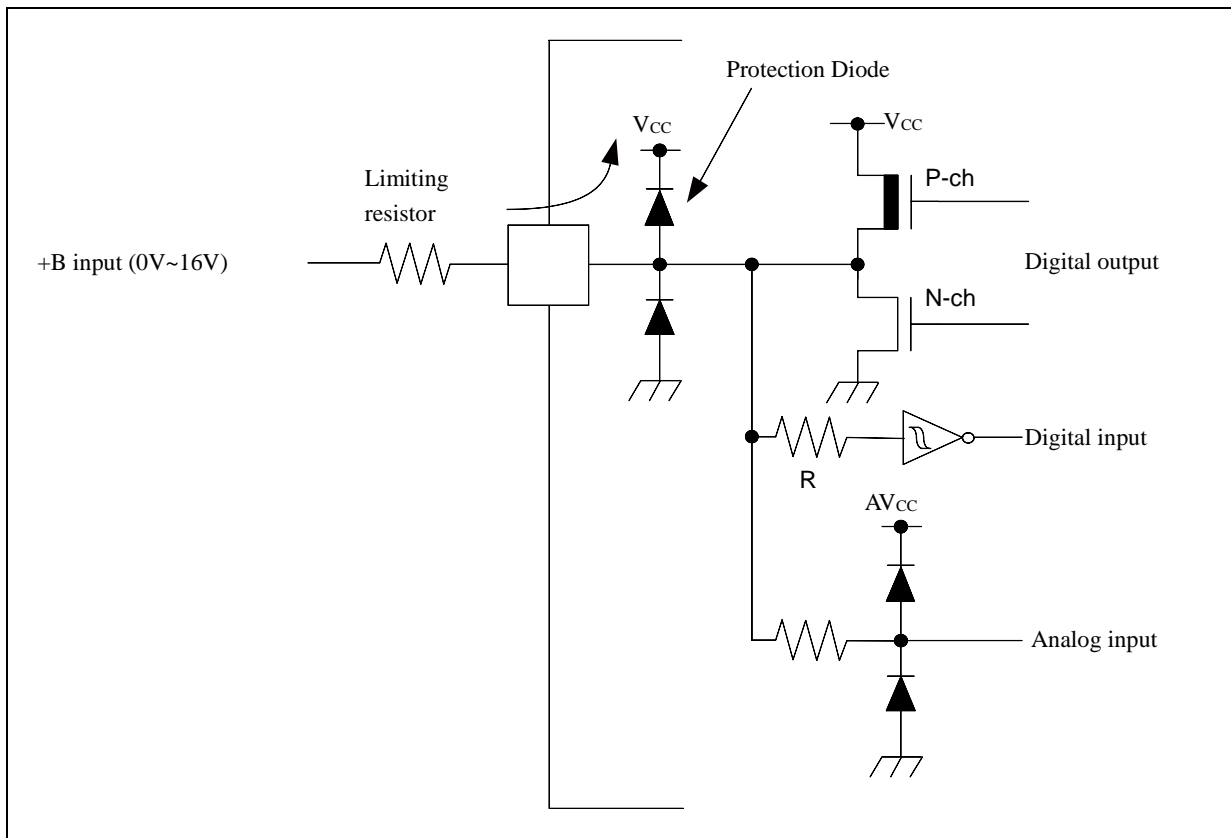 Protection Diode
VCC
VCC
Limiting
resistor
P-ch
+B input (0V~16V)
Digital output
N-ch
Digital input
R
AVCC
Analog input